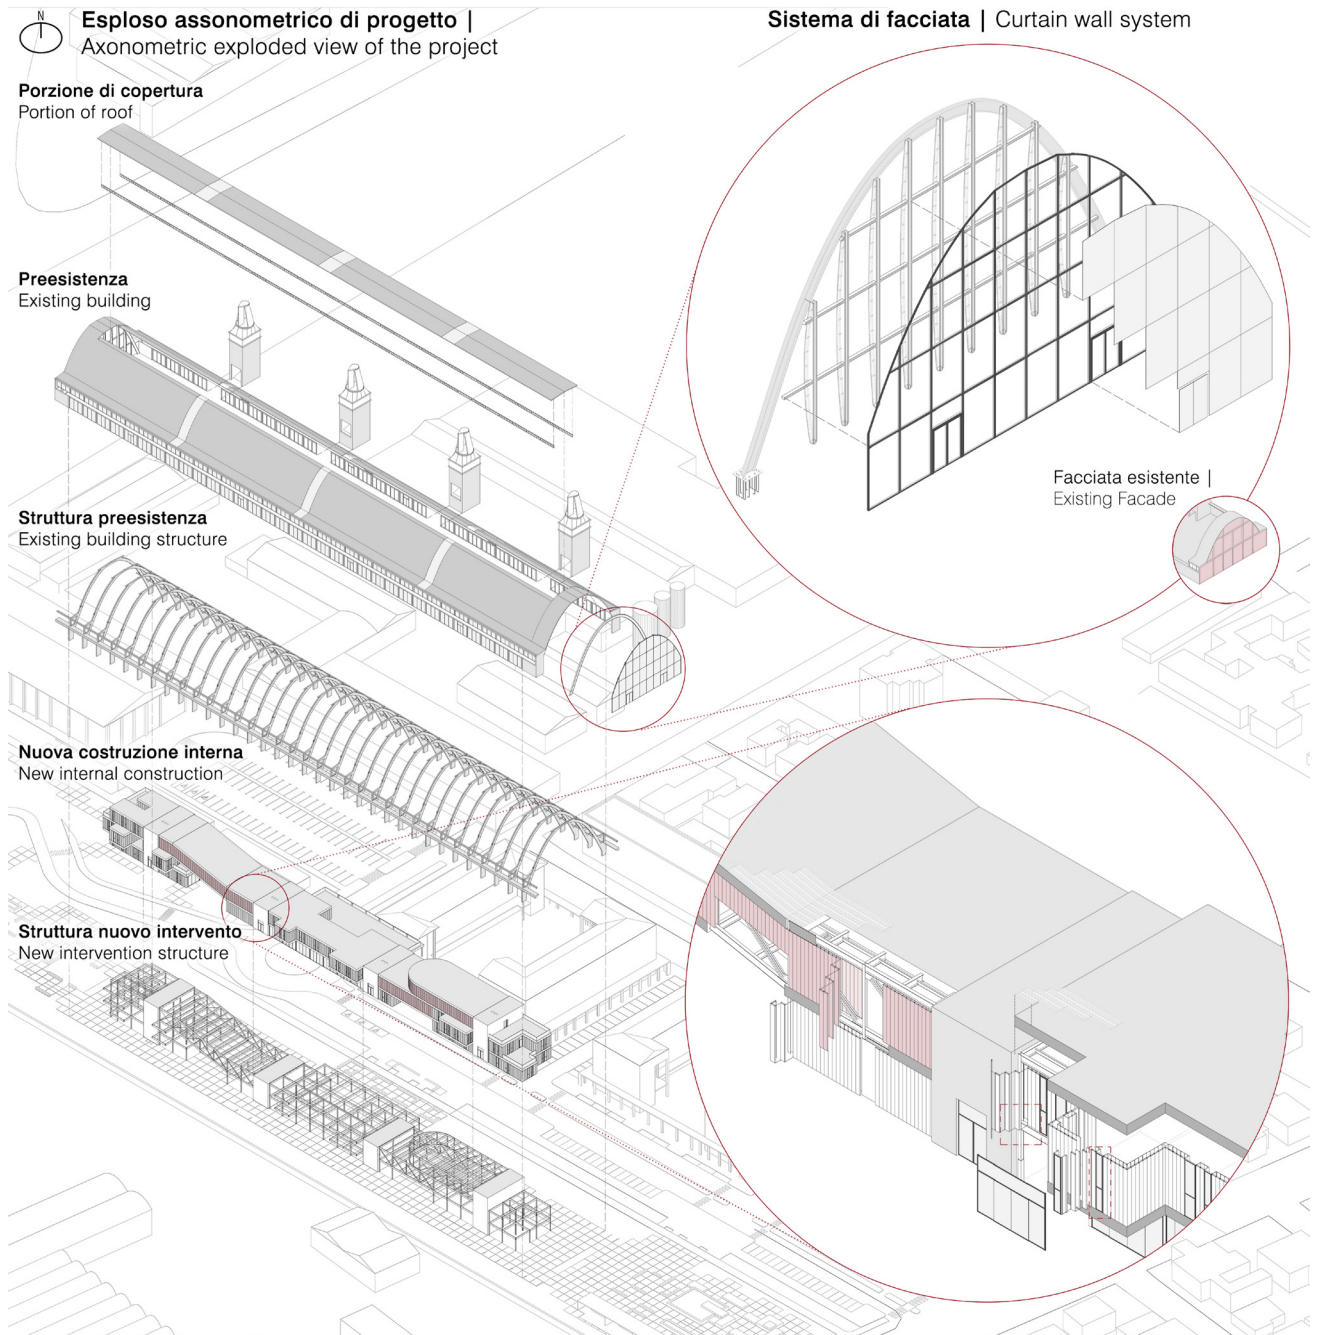 N
Esploso assonometrico di progetto |
Axonometric exploded view of the project
Sistema di facciata | Curtain wall system
Porzione di copertura
Portion of roof
Preesistenza
Existing building
Facciata esistente |
Existing Facade
Struttura preesistenza
Existing building structure
Nuova costruzione interna
New internal construction
Struttura nuovo intervento
New intervention structure